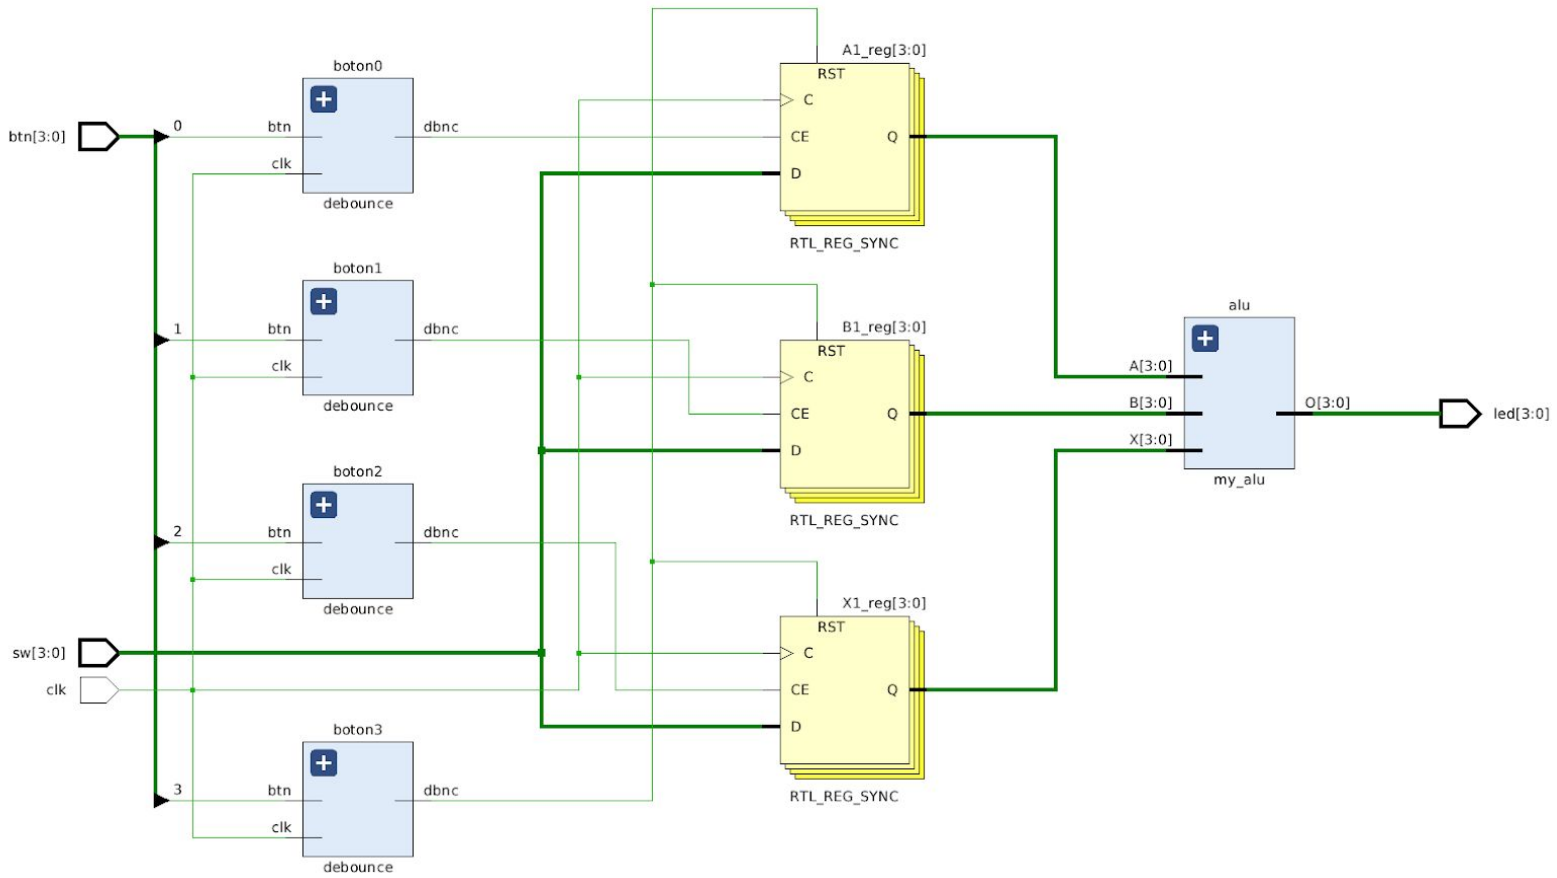 btn[3:0]
0
boton0
btn
clk
dbnc
debounce
1
boton1
btn
clk
dbnc
debounce
2
boton2
btn
clk
dbnc
debounce
sw[3:0]
clk
3
boton3
btn
clk
dbnc
debounce
A1_reg[3:0]
RST
C
CE
D
Q
RTL_REG_SYNC
B1_reg[3:0]
RST
C
CE
D
Q
RTL_REG_SYNC
X1_reg[3:0]
RST
C
CE
D
Q
RTL_REG_SYNC
alu
A[3:0]
B[3:0]
X[3:0]
O[3:0]
my_alu
led[3:0]